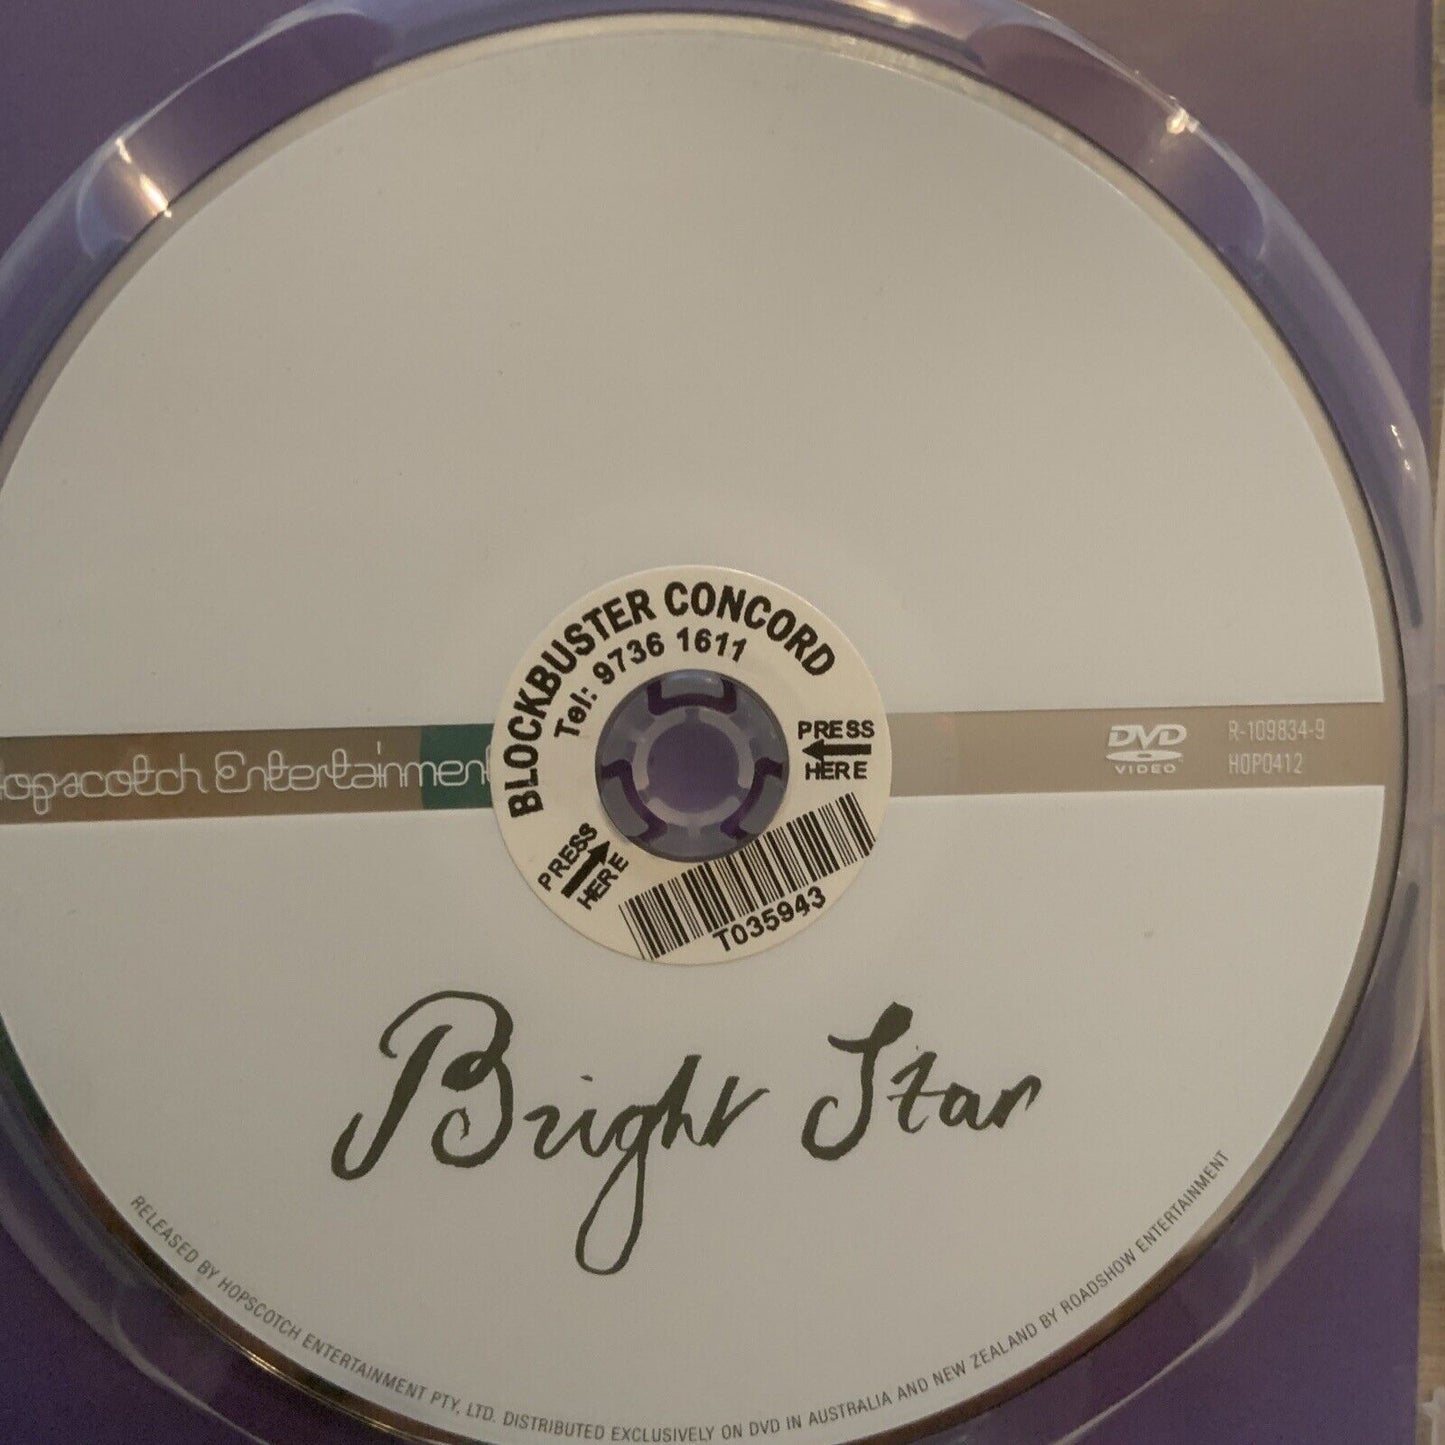 BLOCKBUSTER CONCORD
Tel: 9736 1611
PRESS
HERE
PRESS
HERE
T035943
Hopscotch Entertainment
DVD
VIDEO
R-109834-9
HOP0412
Bright Star
RELEASED BY HOPSCOTCH ENTERTAINMENT PTY, LTD. DISTRIBUTED EXCLUSIVELY ON DVD IN AUSTRALIA AND NEW ZEALAND BY ROADSHOW ENTERTAINMENT